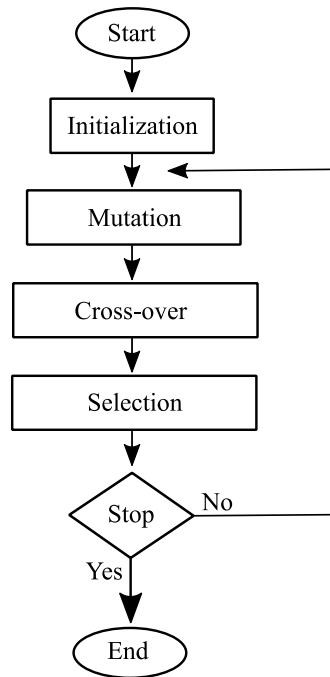 Start
Initialization
Mutation
Cross-over
Selection
Stop
No
Yes
End